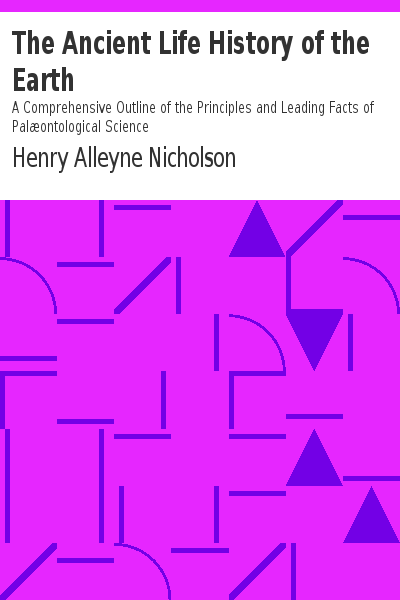 The Ancient Life History of the
Earth
A Comprehensive Outline of the Principles and Leading Facts of
Palæontological Science
Henry Alleyne Nicholson